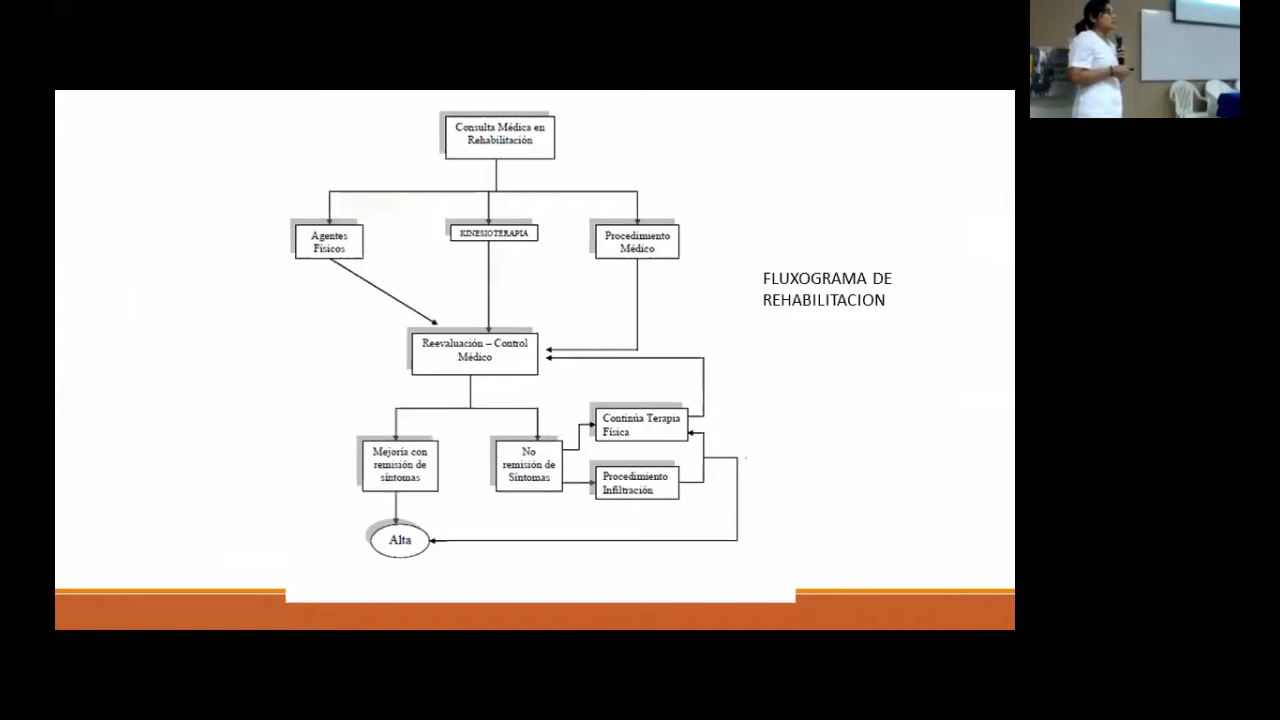 Consulta Médica en
Rehabilitación
Agentes
Físicos
KINESIOTERAPIA
Procedimiento
Médico
FLUXOGRAMA DE
REHABILITACION
Reevaluación – Control
Médico
Continúa Terapia
Física
Mejoría con
remisión de
síntomas
No
remisión de
Síntomas
Procedimiento
Infiltración
Alta